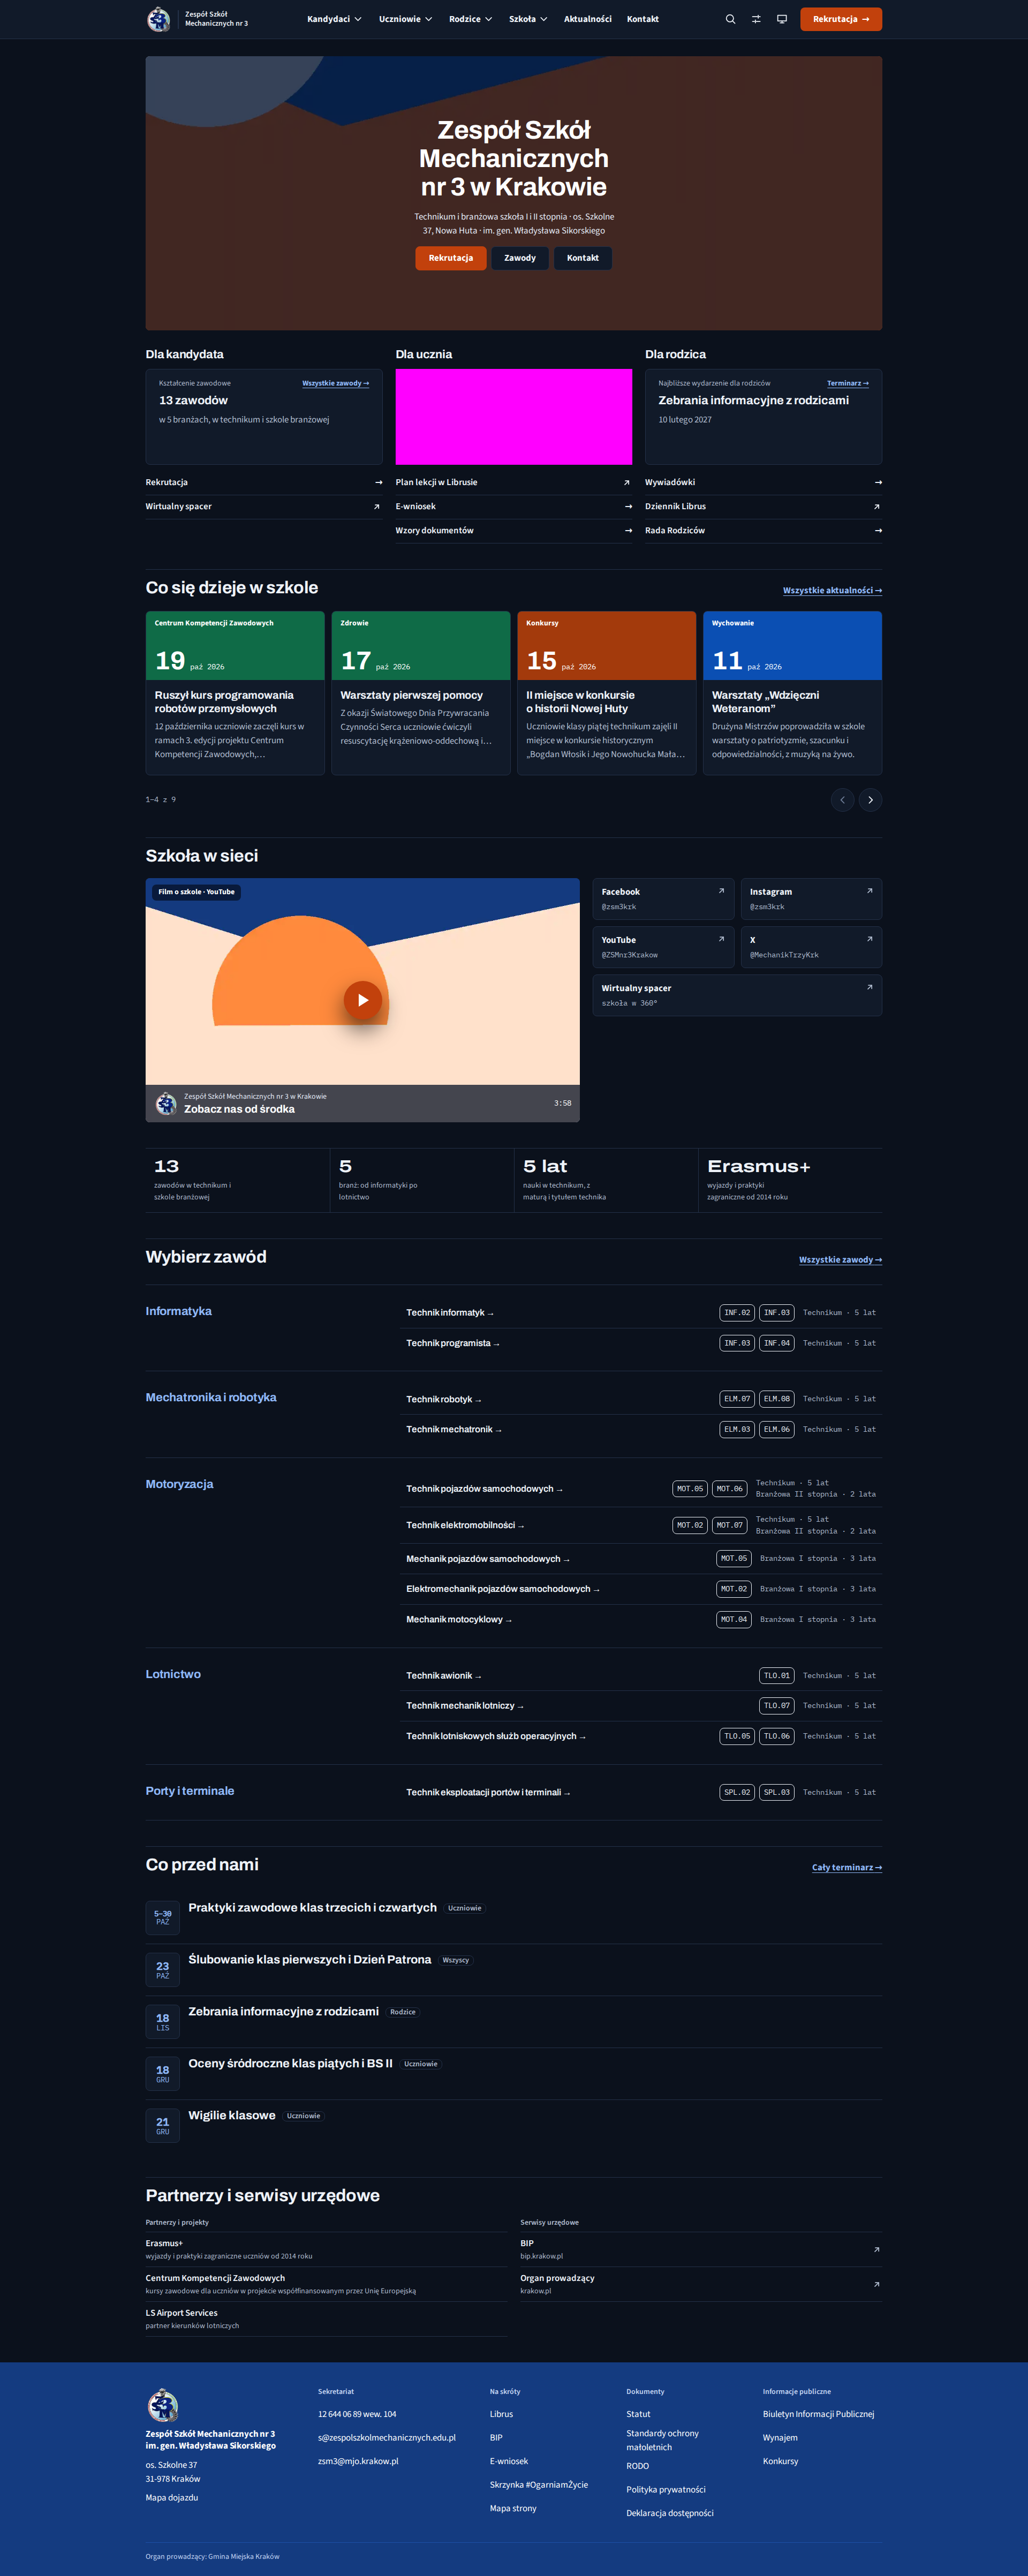 Zespół Szkół
Mechanicznych nr 3
Kandydaci
Uczniowie
Rodzice
Szkoła
Aktualności
Kontakt
Rekrutacja →
Zespół Szkół
Mechanicznych
nr 3 w Krakowie
Technikum i branżowa szkoła I i II stopnia · os. Szkolne
37, Nowa Huta · im. gen. Władysława Sikorskiego
Rekrutacja
Zawody
Kontakt
Dla kandydata
Kształcenie zawodowe
Wszystkie zawody →
13 zawodów
w 5 branżach, w technikum i szkole branżowej
Rekrutacja →
Wirtualny spacer ↗
Dla ucznia
Plan lekcji w Librusie ↗
E-wniosek →
Wzory dokumentów →
Dla rodzica
Najbliższe wydarzenie dla rodziców
Terminarz →
Zebrania informacyjne z rodzicami
10 lutego 2027
Wywiadówki →
Dziennik Librus ↗
Rada Rodziców →
Co się dzieje w szkole
Wszystkie aktualności →
Centrum Kompetencji Zawodowych
19 paź 2026
Ruszył kurs programowania
robotów przemysłowych
12 października uczniowie zaczęli kurs w
ramach 3. edycji projektu Centrum
Kompetencji Zawodowych,…
Zdrowie
17 paź 2026
Warsztaty pierwszej pomocy
Z okazji Światowego Dnia Przywracania
Czynności Serca uczniowie ćwiczyli
resuscytację krążeniowo-oddechową i…
Konkursy
15 paź 2026
II miejsce w konkursie
o historii Nowej Huty
Uczniowie klasy piątej technikum zajęli II
miejsce w konkursie historycznym
„Bogdan Włosik i Jego Nowohucka Mała…
Wychowanie
11 paź 2026
Warsztaty „Wdzięczni
Weteranom”
Drużyna Mistrzów poprowadziła w szkole
warsztaty o patriotyzmie, szacunku i
odpowiedzialności, z muzyką na żywo.
1–4 z 9
Szkoła w sieci
Film o szkole · YouTube
Zespół Szkół Mechanicznych nr 3 w Krakowie
Zobacz nas od środka
3:58
Facebook ↗
@zsm3krk
Instagram ↗
@zsm3krk
YouTube ↗
@ZSMnr3Krakow
X ↗
@MechanikTrzyKrk
Wirtualny spacer ↗
szkoła w 360°
13
zawodów w technikum i
szkole branżowej
5
branż: od informatyki po
lotnictwo
5 lat
nauki w technikum, z
maturą i tytułem technika
Erasmus+
wyjazdy i praktyki
zagraniczne od 2014 roku
Wybierz zawód
Wszystkie zawody →
Informatyka
Technik informatyk → INF.02 INF.03 Technikum · 5 lat
Technik programista → INF.03 INF.04 Technikum · 5 lat
Mechatronika i robotyka
Technik robotyk → ELM.07 ELM.08 Technikum · 5 lat
Technik mechatronik → ELM.03 ELM.06 Technikum · 5 lat
Motoryzacja
Technik pojazdów samochodowych → MOT.05 MOT.06 Technikum · 5 lat
Branżowa II stopnia · 2 lata
Technik elektromobilności → MOT.02 MOT.07 Technikum · 5 lat
Branżowa II stopnia · 2 lata
Mechanik pojazdów samochodowych → MOT.05 Branżowa I stopnia · 3 lata
Elektromechanik pojazdów samochodowych → MOT.02 Branżowa I stopnia · 3 lata
Mechanik motocyklowy → MOT.04 Branżowa I stopnia · 3 lata
Lotnictwo
Technik awionik → TLO.01 Technikum · 5 lat
Technik mechanik lotniczy → TLO.07 Technikum · 5 lat
Technik lotniskowych służb operacyjnych → TLO.05 TLO.06 Technikum · 5 lat
Porty i terminale
Technik eksploatacji portów i terminali → SPL.02 SPL.03 Technikum · 5 lat
Co przed nami
Cały terminarz →
5–30
PAŹ
Praktyki zawodowe klas trzecich i czwartych Uczniowie
23
PAŹ
Ślubowanie klas pierwszych i Dzień Patrona Wszyscy
18
LIS
Zebrania informacyjne z rodzicami Rodzice
18
GRU
Oceny śródroczne klas piątych i BS II Uczniowie
21
GRU
Wigilie klasowe Uczniowie
Partnerzy i serwisy urzędowe
Partnerzy i projekty
Erasmus+
wyjazdy i praktyki zagraniczne uczniów od 2014 roku
Centrum Kompetencji Zawodowych
kursy zawodowe dla uczniów w projekcie współfinansowanym przez Unię Europejską
LS Airport Services
partner kierunków lotniczych
Serwisy urzędowe
BIP ↗
bip.krakow.pl
Organ prowadzący ↗
krakow.pl
Zespół Szkół Mechanicznych nr 3
im. gen. Władysława Sikorskiego
os. Szkolne 37
31-978 Kraków
Mapa dojazdu
Sekretariat
12 644 06 89 wew. 104
s@zespolszkolmechanicznych.edu.pl
zsm3@mjo.krakow.pl
Na skróty
Librus
BIP
E-wniosek
Skrzynka #OgarniamŻycie
Mapa strony
Dokumenty
Statut
Standardy ochrony
małoletnich
RODO
Polityka prywatności
Deklaracja dostępności
Informacje publiczne
Biuletyn Informacji Publicznej
Wynajem
Konkursy
Organ prowadzący: Gmina Miejska Kraków